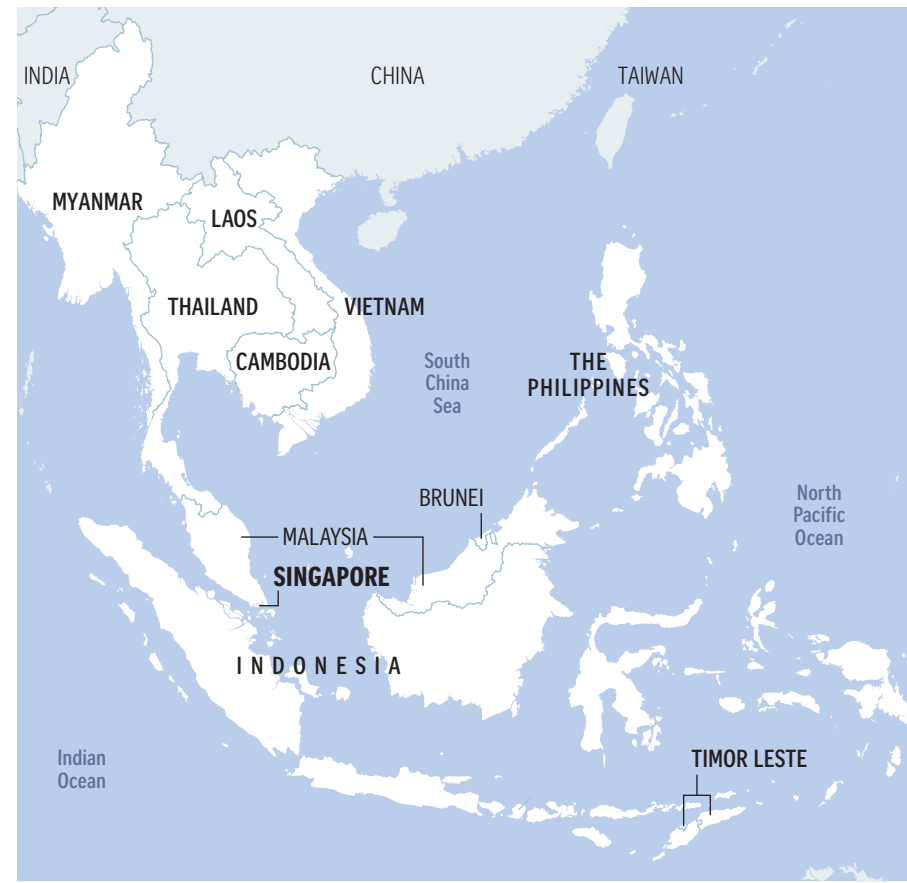 INDIA
CHINA
TAIWAN
MYANMAR
LAOS
THAILAND
VIETNAM
CAMBODIA
South
China
Sea
THE
PHILIPPINES
BRUNEI
North
Pacific
Ocean
MALAYSIA
SINGAPORE
INDONESIA
Indian
Ocean
TIMOR LESTE